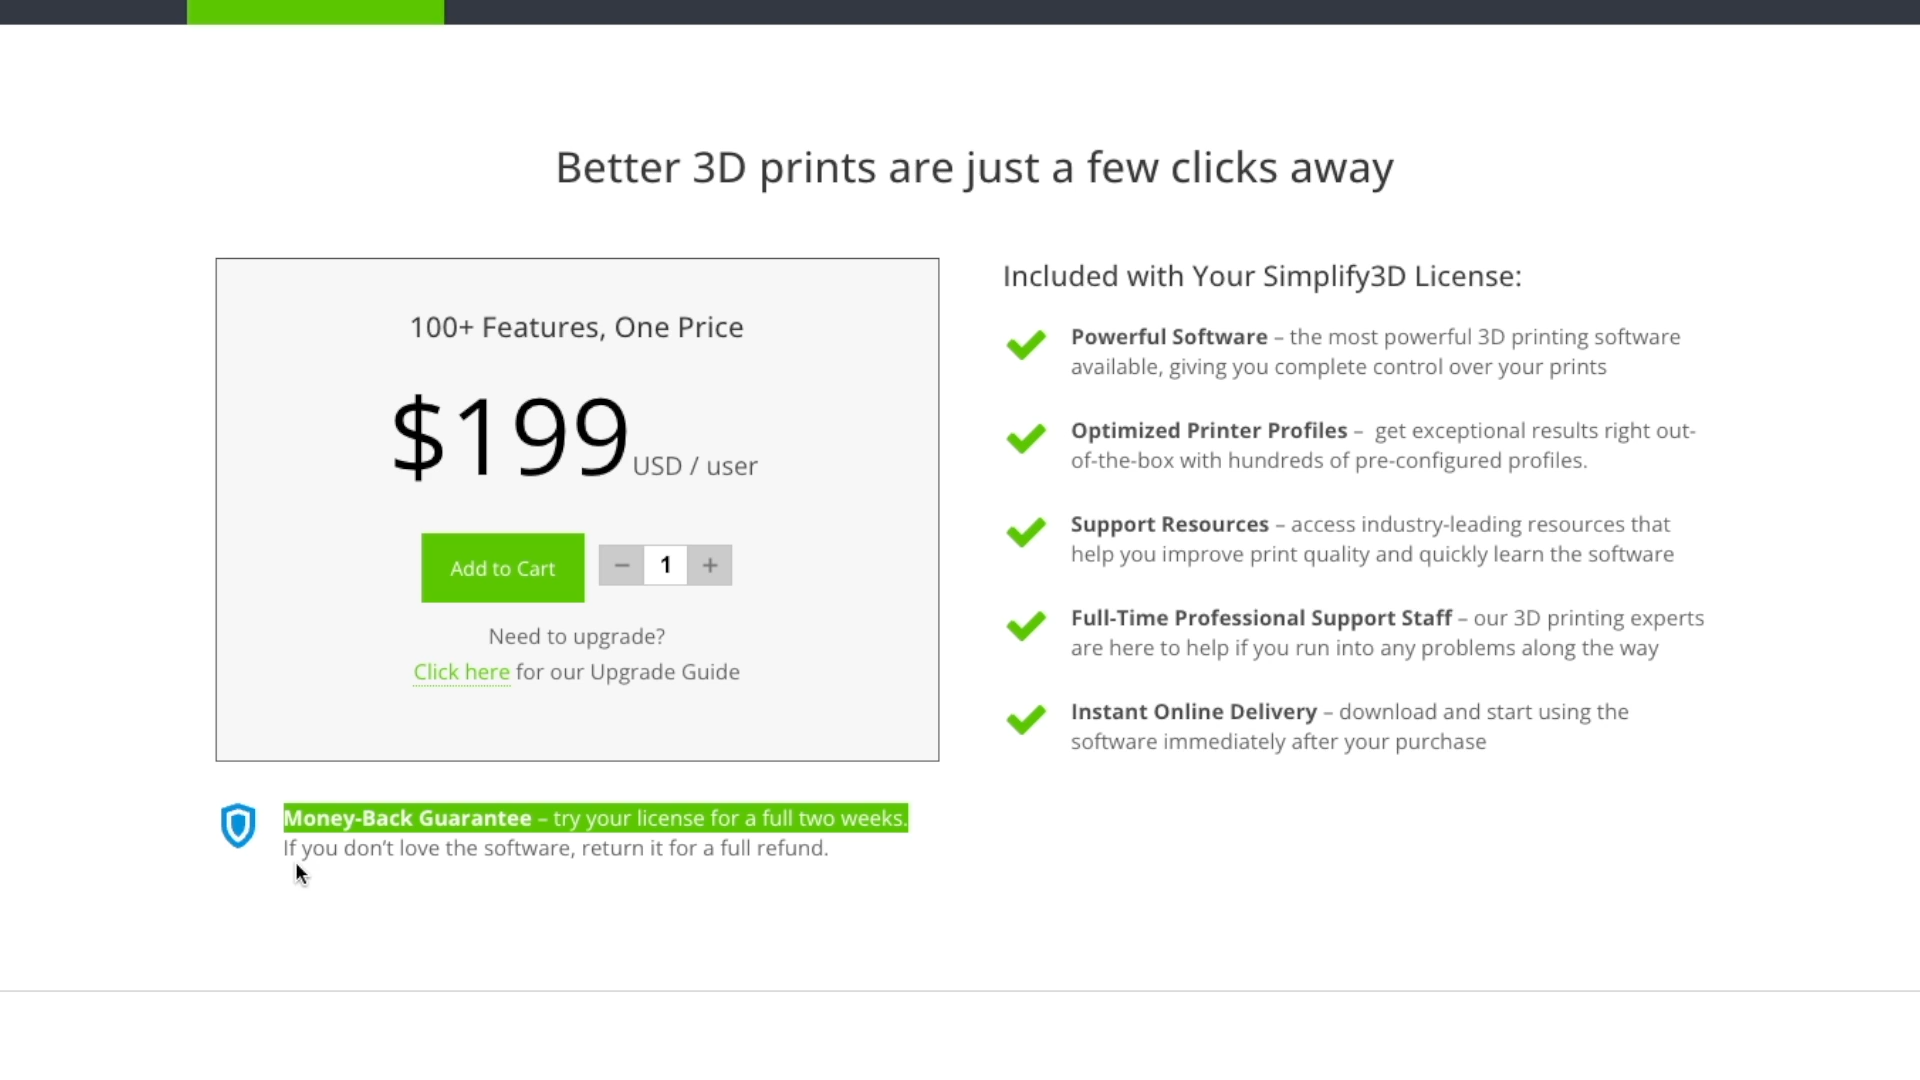 Better 3D prints are just a few clicks away
100+ Features, One Price
$199 USD / user
Add to Cart − 1 +
Need to upgrade?
Click here for our Upgrade Guide
Money-Back Guarantee – try your license for a full two weeks.
If you don't love the software, return it for a full refund.
Included with Your Simplify3D License:
Powerful Software – the most powerful 3D printing software
available, giving you complete control over your prints
Optimized Printer Profiles – get exceptional results right out-
of-the-box with hundreds of pre-configured profiles.
Support Resources – access industry-leading resources that
help you improve print quality and quickly learn the software
Full-Time Professional Support Staff – our 3D printing experts
are here to help if you run into any problems along the way
Instant Online Delivery – download and start using the
software immediately after your purchase